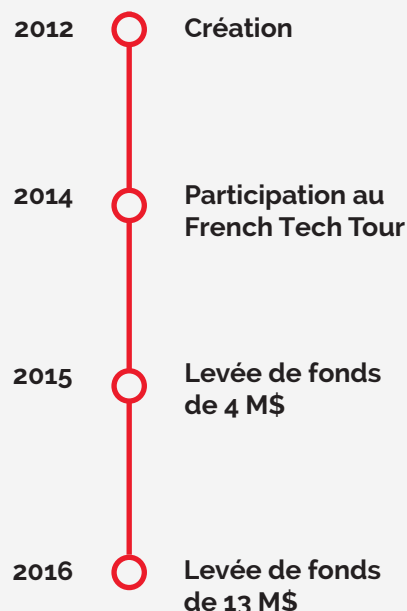 2012 Création
2014 Participation au
French Tech Tour
2015 Levée de fonds
de 4 M$
2016 Levée de fonds
de 13 M$